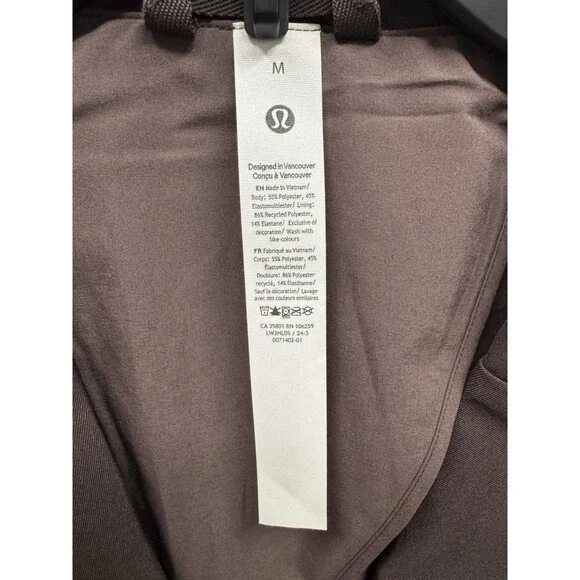 M
Designed in Vancouver
Conçu à Vancouver
EN Made in Vietnam/
Body: 55% Polyester, 45%
Elastomultiester/ Lining:
86% Recycled Polyester,
14% Elastane/ Exclusive of
decoration/ Wash with
like colours
FR Fabriqué au Vietnam/
Corps: 55% Polyester, 45%
Élastomultiester/
Doublure: 86% Polyester
recyclé, 14% Élasthanne/
Sauf la décoration/ Lavage
avec des couleurs similaires
CA 35801 RN 106259
LW3HLDS / 24-3
0071402-01